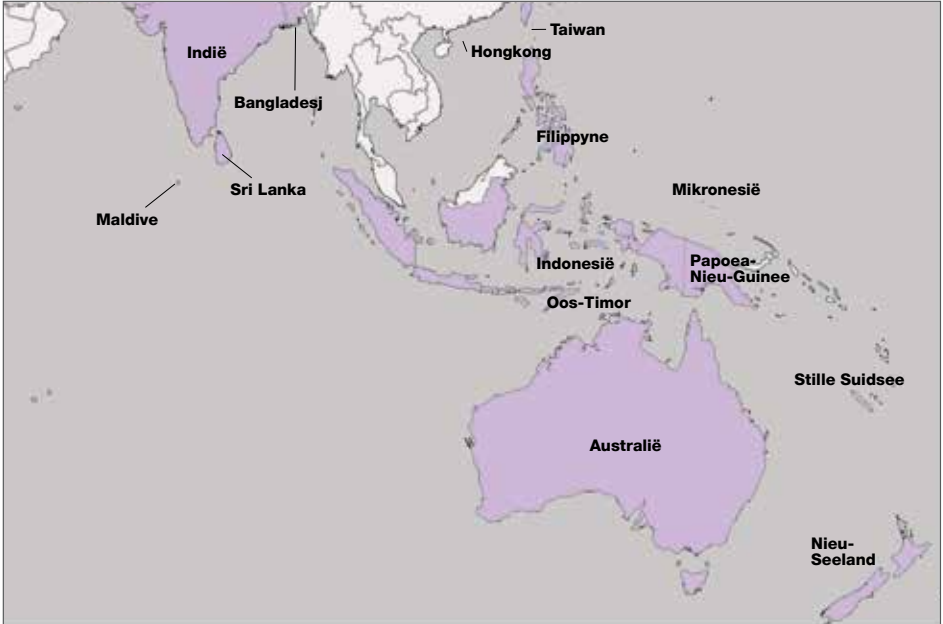 Taiwan
Hongkong
Indië
Bangladesj
Filippyne
Sri Lanka
Mikronesië
Maldive
Papoea-
Nieu-Guinee
Indonesië
Oos-Timor
Stille Suidsee
Australië
Nieu-
Seeland